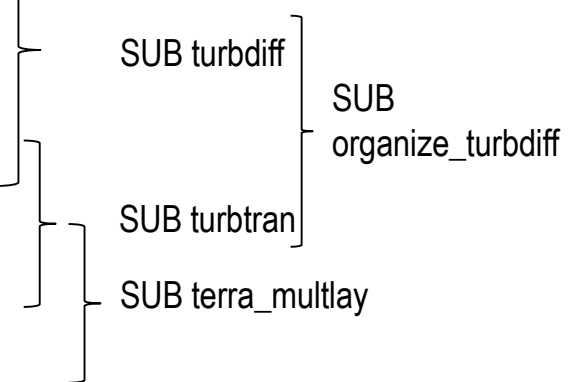 SUB turbdiff
SUB
organize_turbdiff
SUB turbtran
SUB terra_multlay